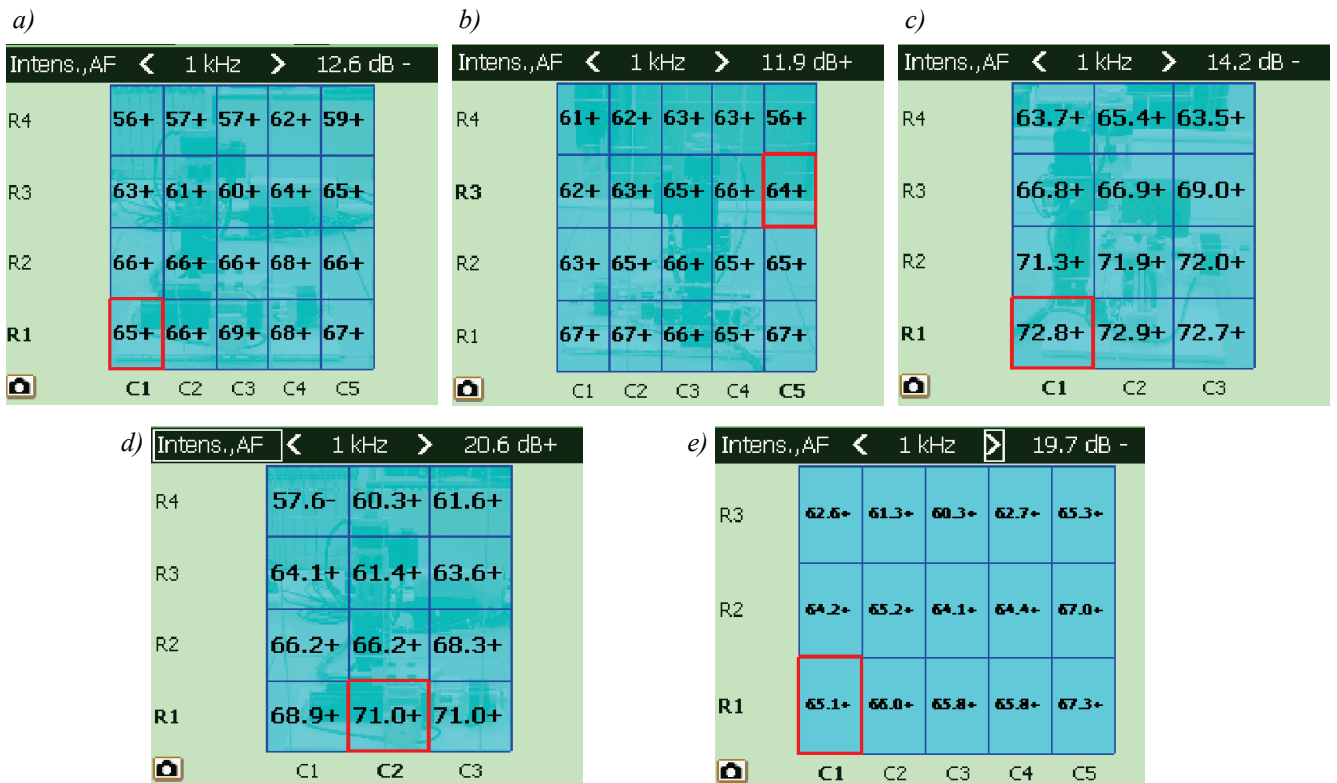 a)
Intens.,AF < 1 kHz > 12.6 dB -
R4 56+ 57+ 57+ 62+ 59+
R3 63+ 61+ 60+ 64+ 65+
R2 66+ 66+ 66+ 68+ 66+
R1 65+ 66+ 69+ 68+ 67+
C1 C2 C3 C4 C5
b)
Intens.,AF < 1 kHz > 11.9 dB+
R4 61+ 62+ 63+ 63+ 56+
R3 62+ 63+ 65+ 66+ 64+
R2 63+ 65+ 66+ 65+ 65+
R1 67+ 67+ 66+ 65+ 67+
C1 C2 C3 C4 C5
c)
Intens.,AF < 1 kHz > 14.2 dB -
R4 63.7+ 65.4+ 63.5+
R3 66.8+ 66.9+ 69.0+
R2 71.3+ 71.9+ 72.0+
R1 72.8+ 72.9+ 72.7+
C1 C2 C3
d)
Intens.,AF < 1 kHz > 20.6 dB+
R4 57.6- 60.3+ 61.6+
R3 64.1+ 61.4+ 63.6+
R2 66.2+ 66.2+ 68.3+
R1 68.9+ 71.0+ 71.0+
C1 C2 C3
e)
Intens.,AF < 1 kHz > 19.7 dB -
R3 62.6+ 61.3+ 60.3+ 62.7+ 65.3+
R2 64.2+ 65.2+ 64.1+ 64.4+ 67.0+
R1 65.1+ 66.0+ 65.8+ 65.8+ 67.3+
C1 C2 C3 C4 C5